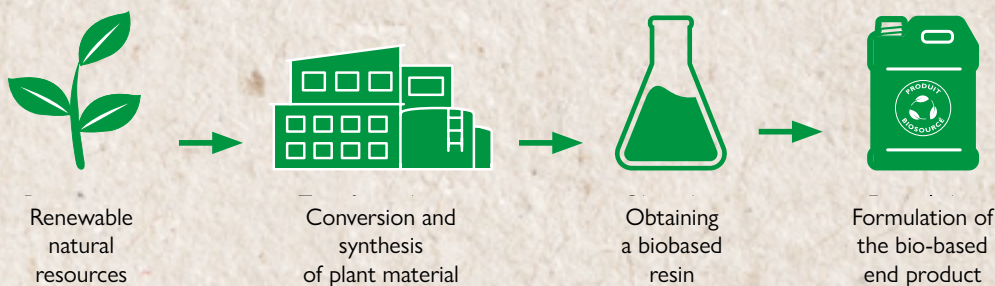 PRODUIT
BIOSOURCÉ
Renewable
natural
resources
Conversion and
synthesis
of plant material
Obtaining
a biobased
resin
Formulation of
the bio-based
end product